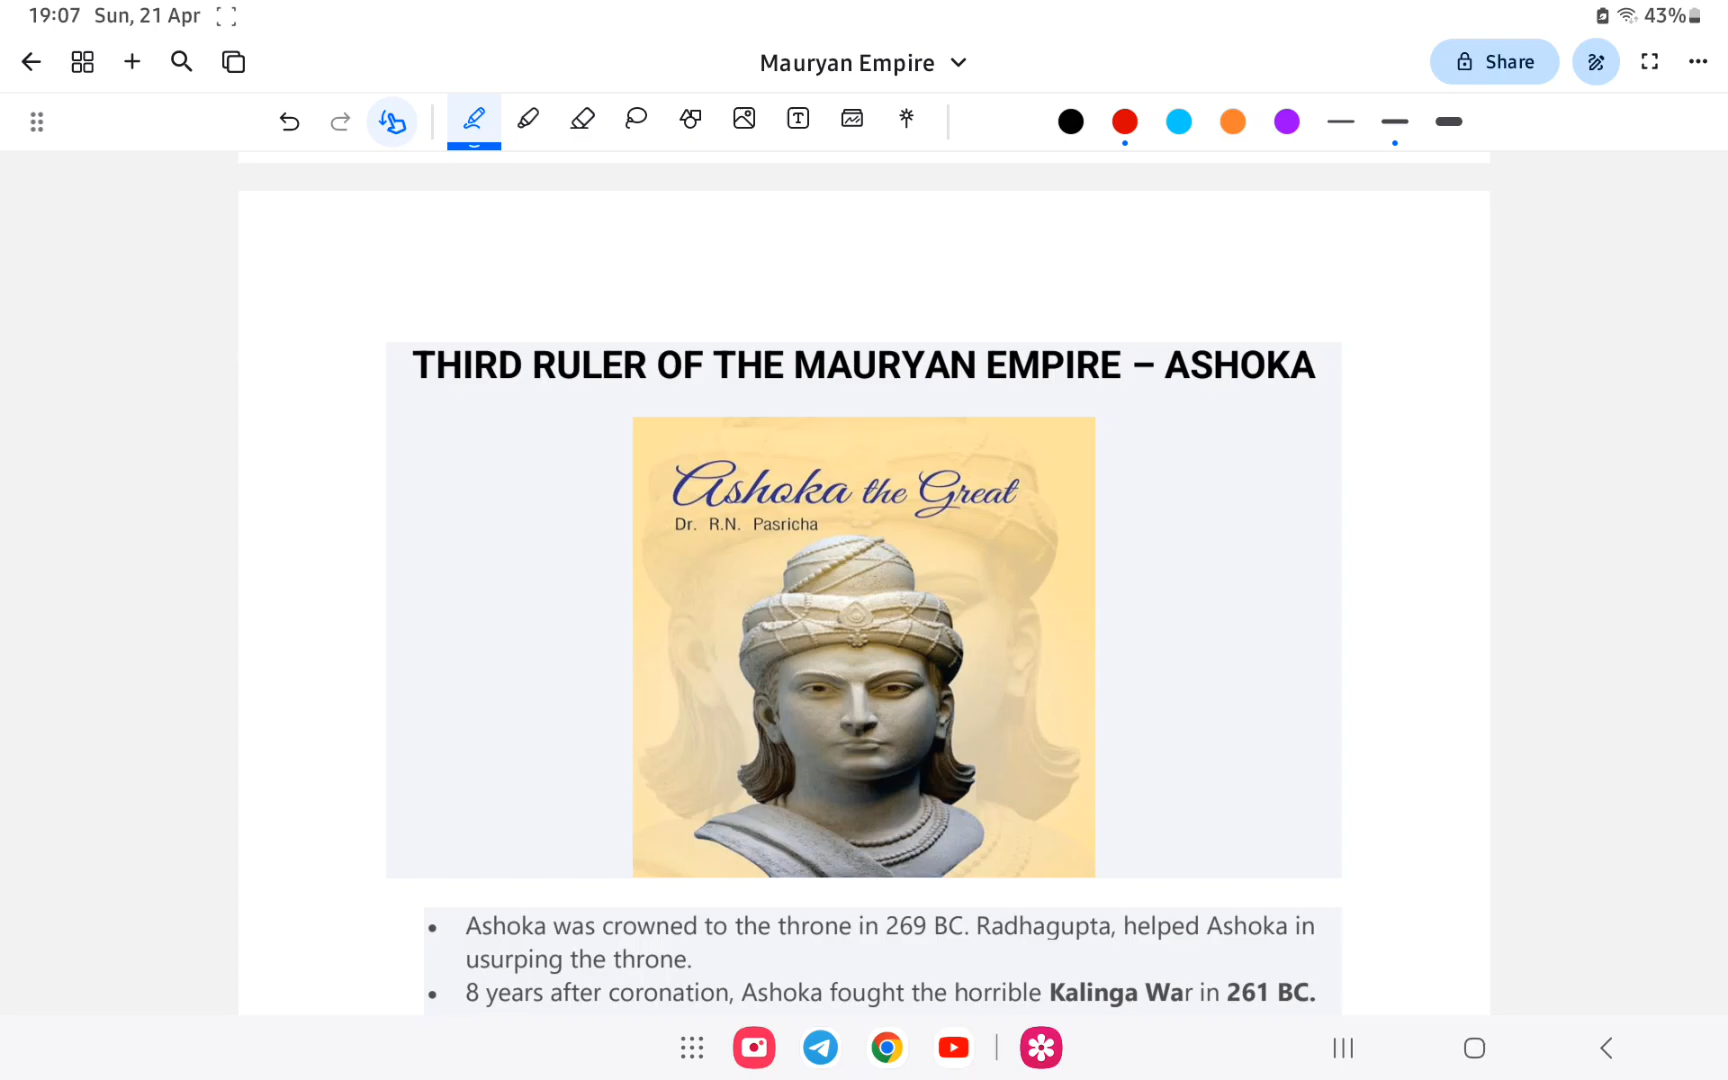 19:07 Sun, 21 Apr
43%
Mauryan Empire
Share
THIRD RULER OF THE MAURYAN EMPIRE – ASHOKA
Ashoka the Great
Dr. R.N. Pasricha
• Ashoka was crowned to the throne in 269 BC. Radhagupta, helped Ashoka in
usurping the throne.
• 8 years after coronation, Ashoka fought the horrible Kalinga War in 261 BC.